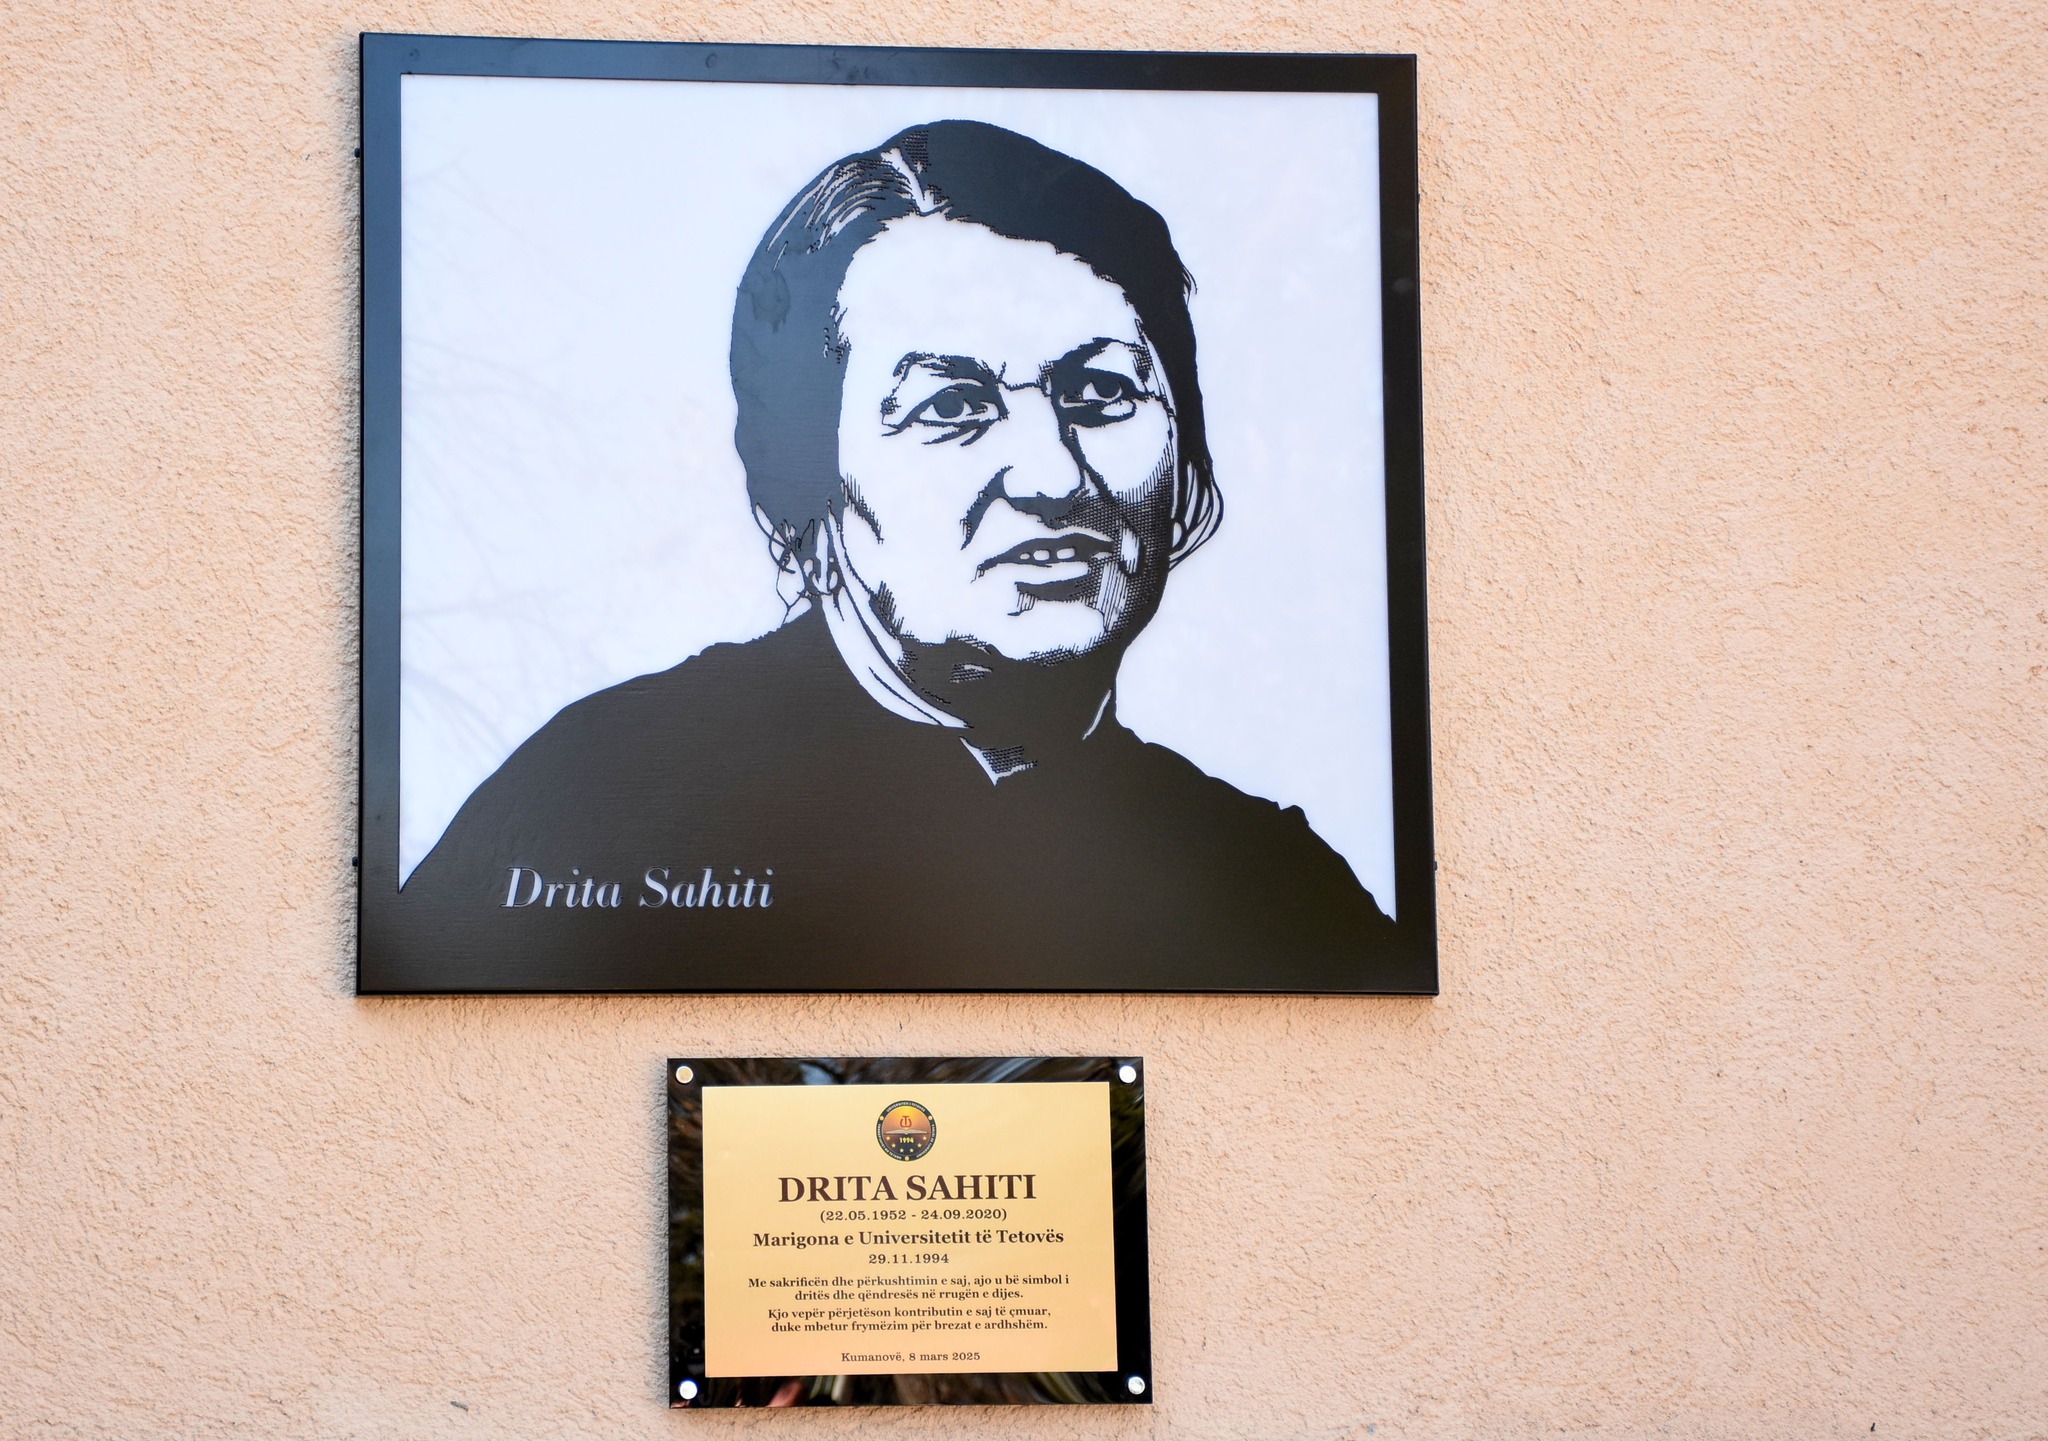 Drita Sahiti
1994
DRITA SAHITI
(22.05.1952 - 24.09.2020)
Marigona e Universitetit të Tetovës
29.11.1994
Me sakrificën dhe përkushtimin e saj, ajo u bë simbol i
dritës dhe qëndresës në rrugën e dijes.
Kjo vepër përjetëson kontributin e saj të çmuar,
duke mbetur frymëzim për brezat e ardhshëm.
Kumanovë, 8 mars 2025